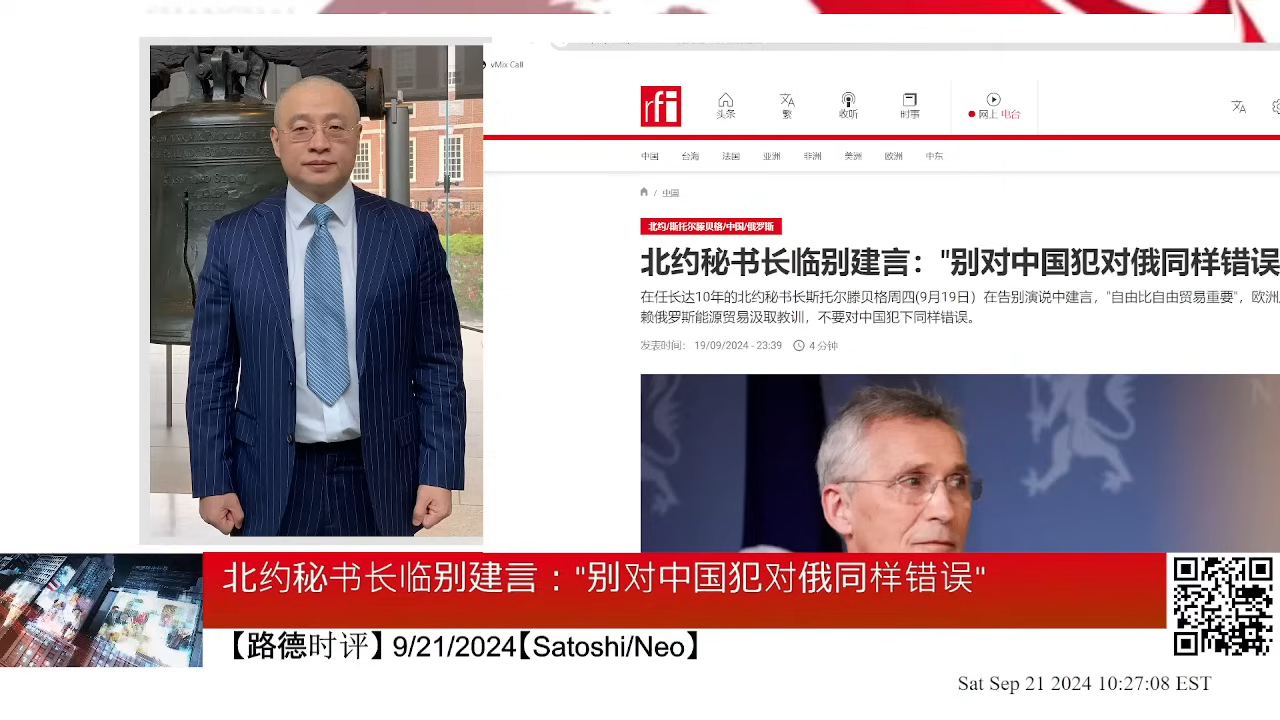 vMix Call
rfi
头条
繁
收听
时事
网上 电台
中国 台海 法国 亚洲 非洲 美洲 欧洲 中东
/ 中国
北约/斯托尔滕贝格/中国/俄罗斯
北约秘书长临别建言："别对中国犯对俄同样错误
在任长达10年的北约秘书长斯托尔滕贝格周四(9月19日）在告别演说中建言，"自由比自由贸易重要"，欧洲
赖俄罗斯能源贸易汲取教训，不要对中国犯下同样错误。
发表时间： 19/09/2024 - 23:39 4 分钟
北约秘书长临别建言："别对中国犯对俄同样错误"
【路德时评】9/21/2024【Satoshi/Neo】
Sat Sep 21 2024 10:27:08 EST